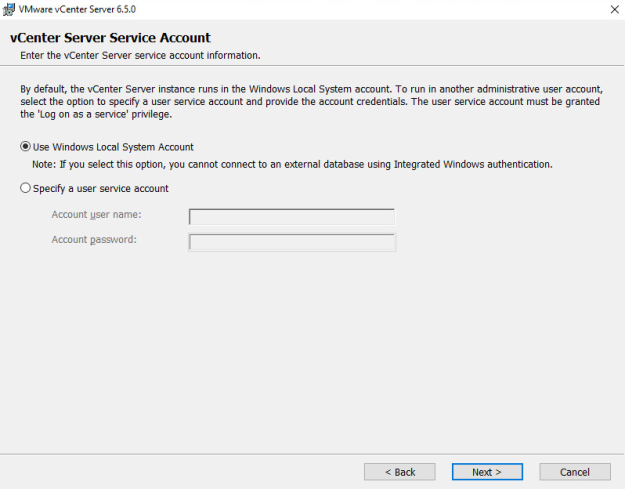 VMware vCenter Server 6.5.0
vCenter Server Service Account
Enter the vCenter Server service account information.
By default, the vCenter Server instance runs in the Windows Local System account. To run in another administrative user account,
select the option to specify a user service account and provide the account credentials. The user service account must be granted
the 'Log on as a service' privilege.
Use Windows Local System Account
Note: If you select this option, you cannot connect to an external database using Integrated Windows authentication.
Specify a user service account
Account user name:
Account password:
< Back Next > Cancel